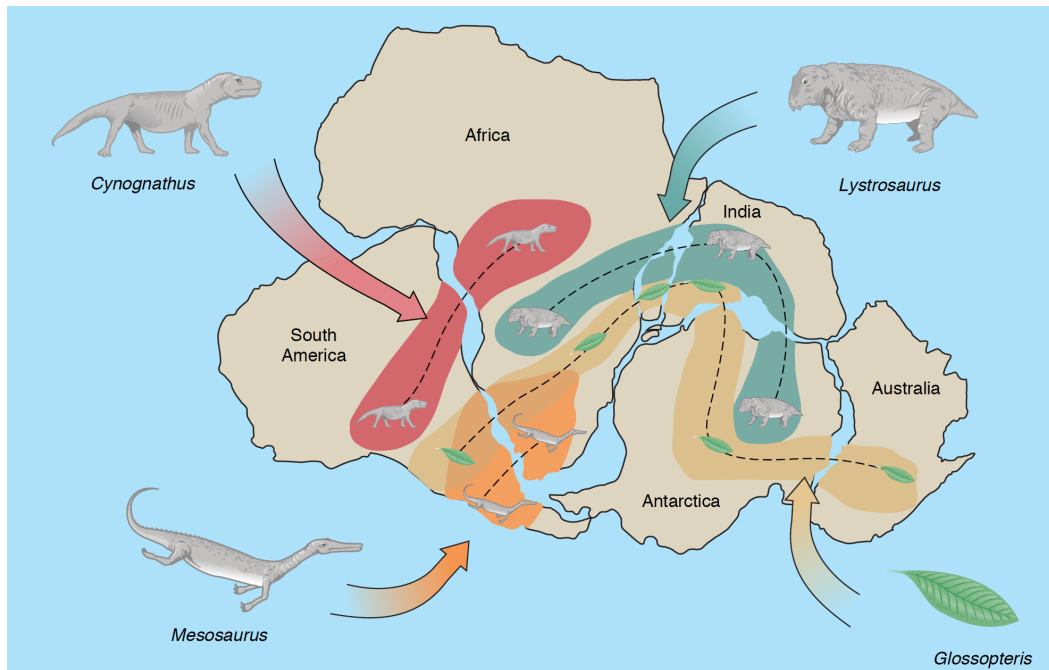 Africa
Cynognathus
Lystrosaurus
India
South
America
Australia
Antarctica
Mesosaurus
Glossopteris